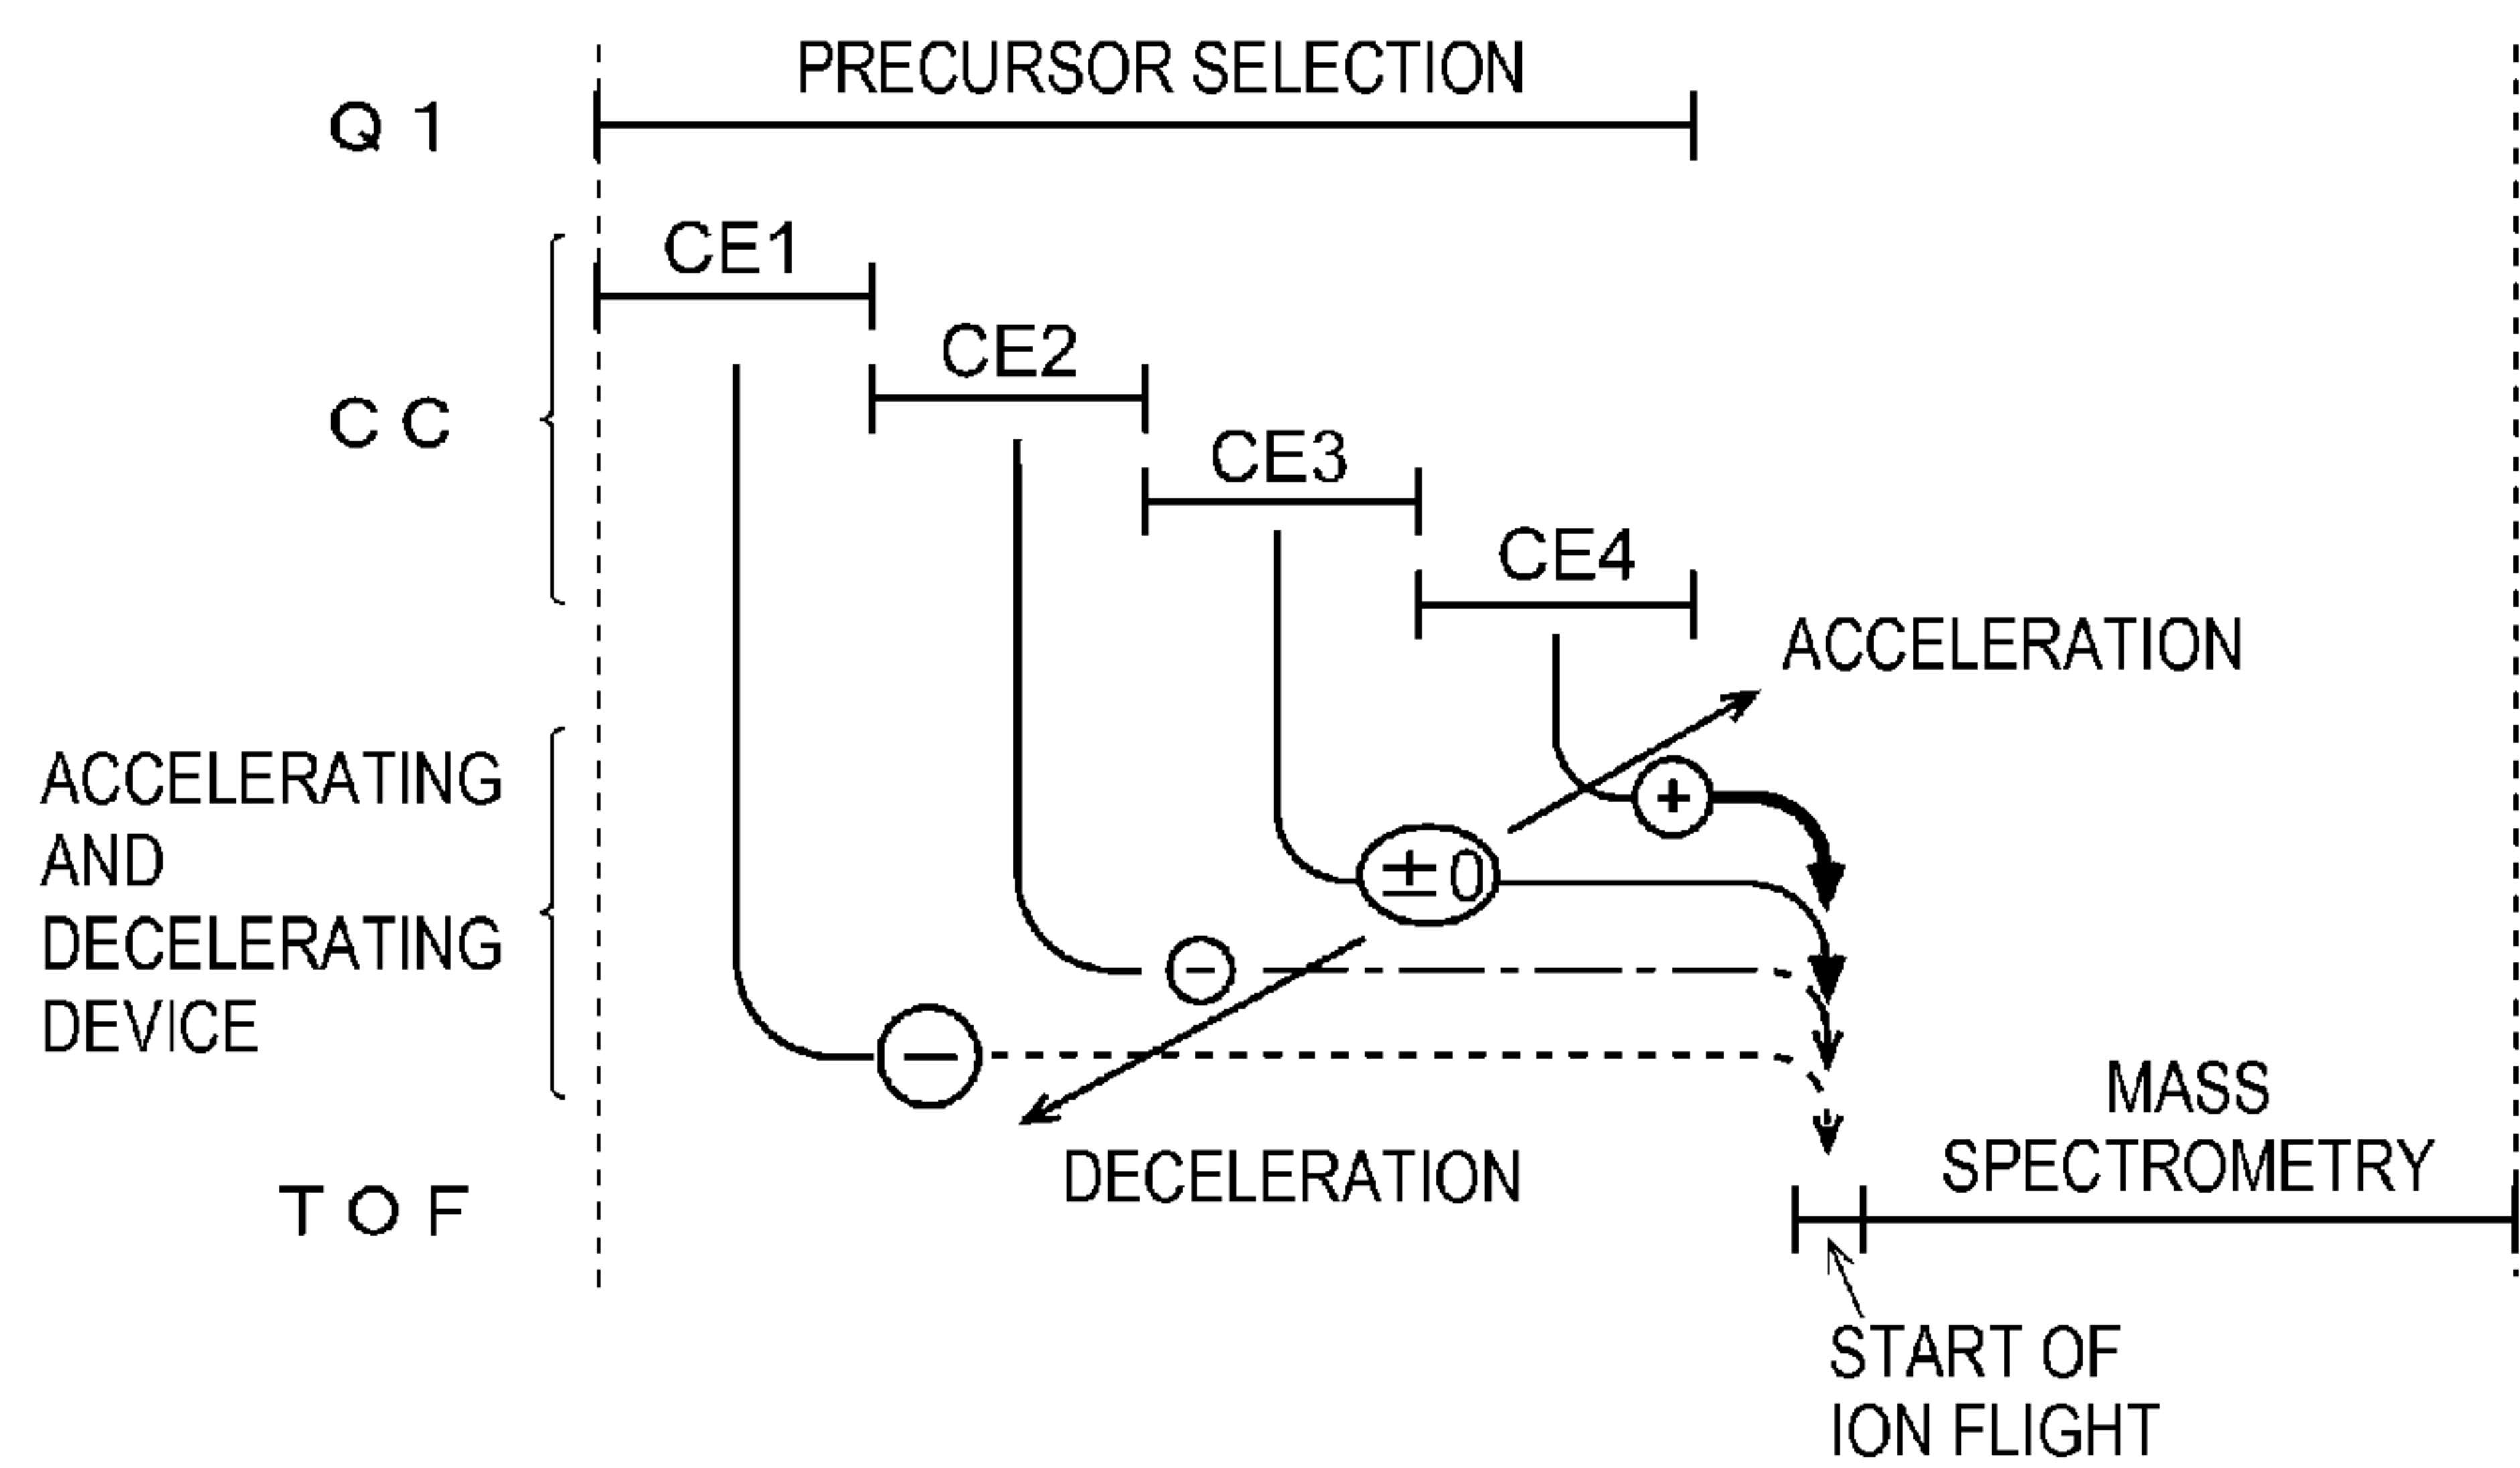 PRECURSOR SELECTION
Q 1
CE1
CE2
C C
CE3
CE4
ACCELERATION
ACCELERATING
AND
DECELERATING
DEVICE
+
±0
−
−
DECELERATION
MASS
SPECTROMETRY
T O F
START OF
ION FLIGHT